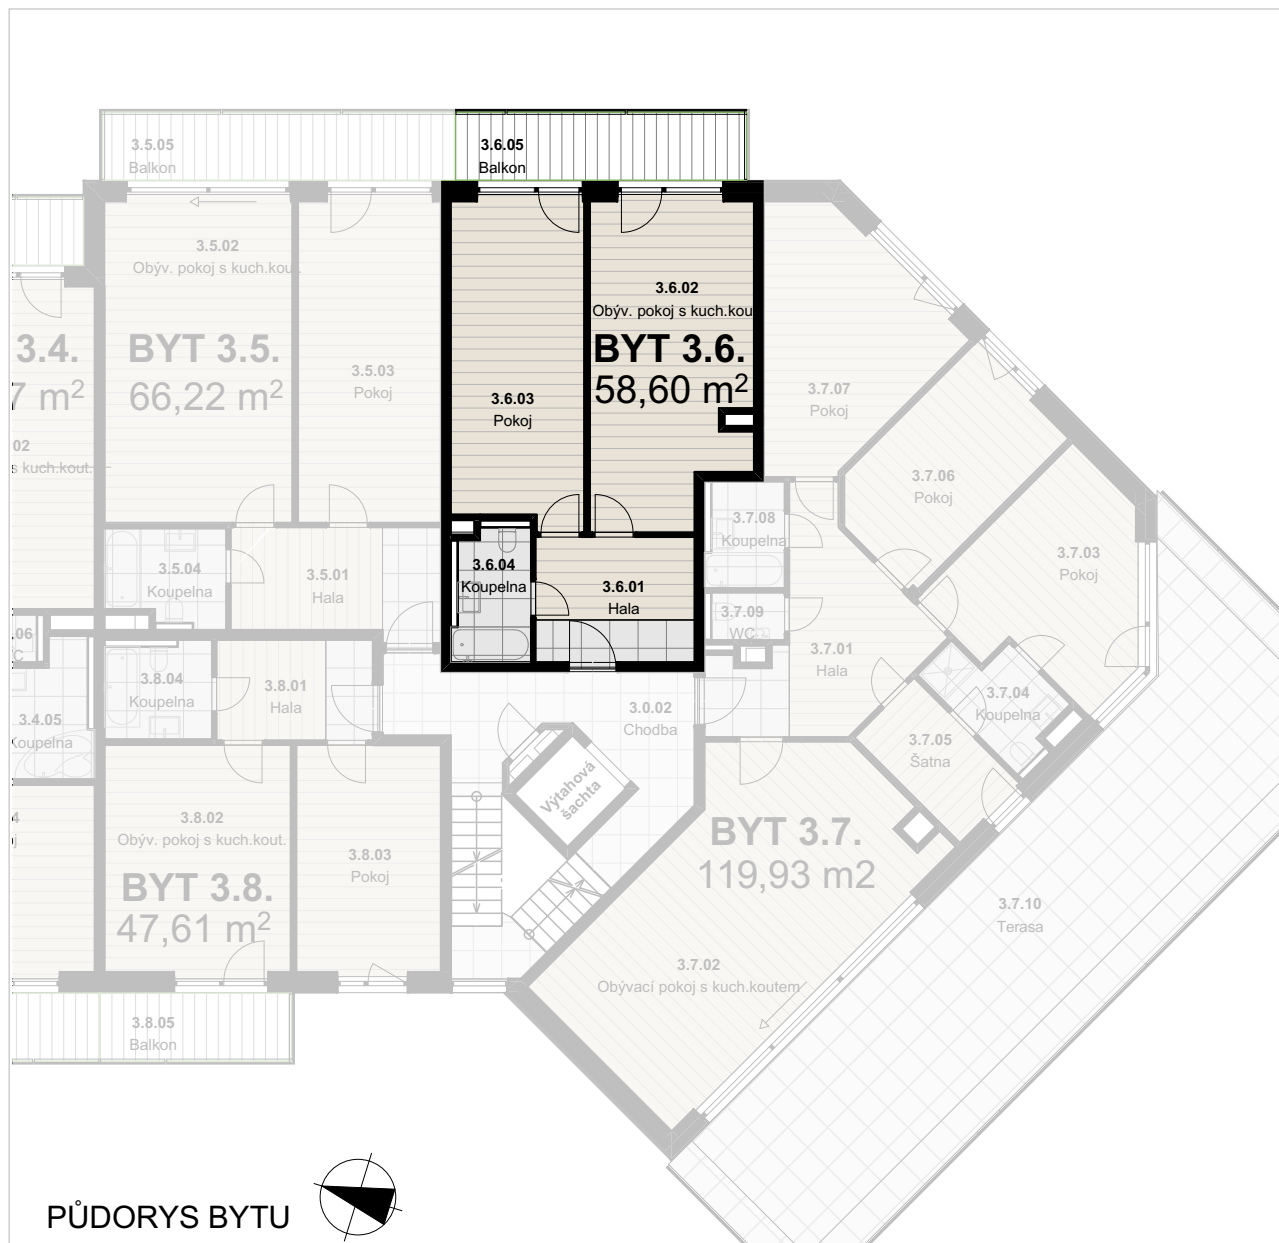 3.5.05
Balkon
3.6.05
Balkon
3.5.02
Obýv. pokoj s kuch.kou
3.6.02
Obýv. pokoj s kuch.kou
3.4.
7 m²
BYT 3.5.
66,22 m²
3.5.03
Pokoj
3.6.03
Pokoj
BYT 3.6.
58,60 m²
3.7.07
Pokoj
02
s kuch.kout.
3.7.06
Pokoj
3.7.08
Koupelna
3.7.03
Pokoj
3.5.04
Koupelna
3.5.01
Hala
3.6.04
Koupelna
3.6.01
Hala
3.7.09
WC
.06
C
3.7.01
Hala
3.8.04
Koupelna
3.8.01
Hala
3.7.04
Koupelna
3.4.05
Koupelna
3.0.02
Chodba
3.7.05
Šatna
Výtahová
šachta
4
j
3.8.02
Obýv. pokoj s kuch.kout.
3.8.03
Pokoj
BYT 3.8.
47,61 m²
BYT 3.7.
119,93 m2
3.7.10
Terasa
3.7.02
Obývací pokoj s kuch.koutem
3.8.05
Balkon
PŮDORYS BYTU